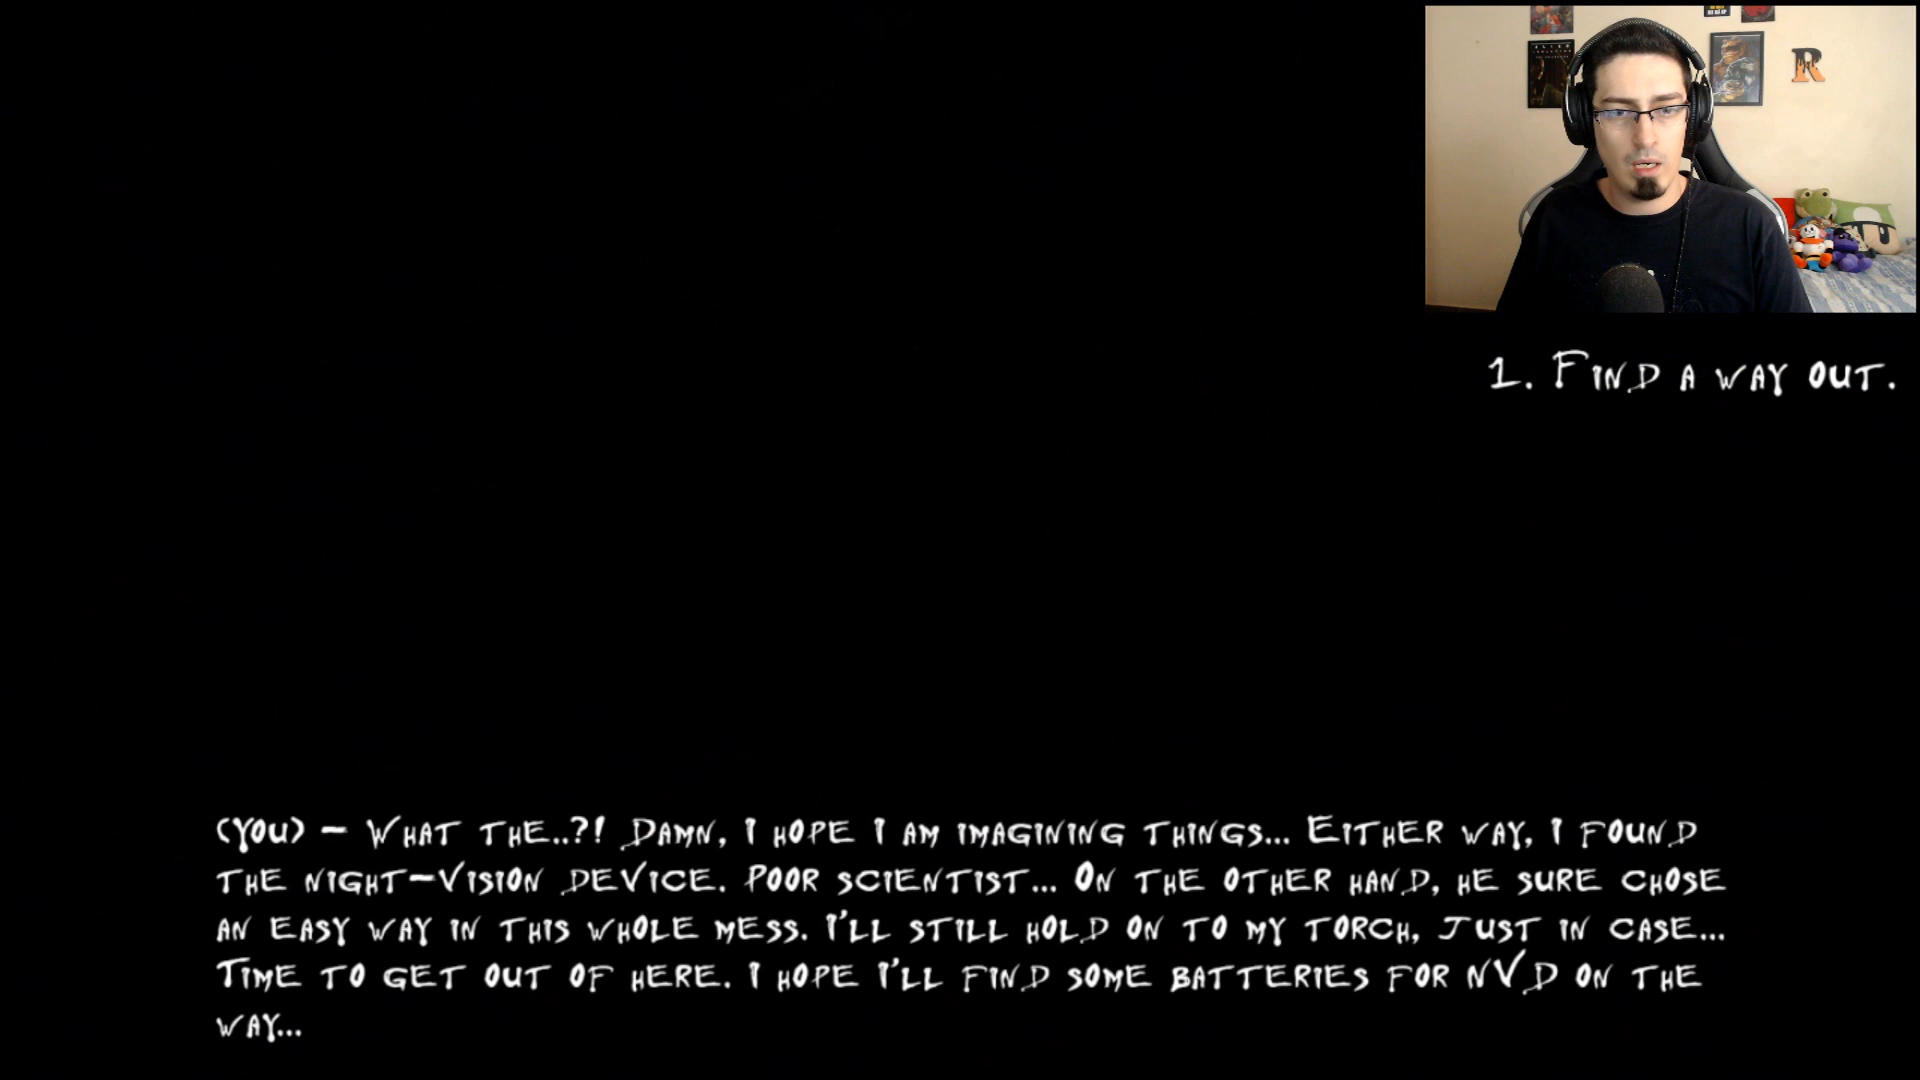 R
1. Find a way out.
(You) – What the..?! Damn, I hope I am imagining things... Either way, I found
the night-vision device. Poor scientist... On the other hand, he sure chose
an easy way in this whole mess. I'll still hold on to my torch, just in case...
Time to get out of here. I hope I'll find some batteries for NVD on the
way...